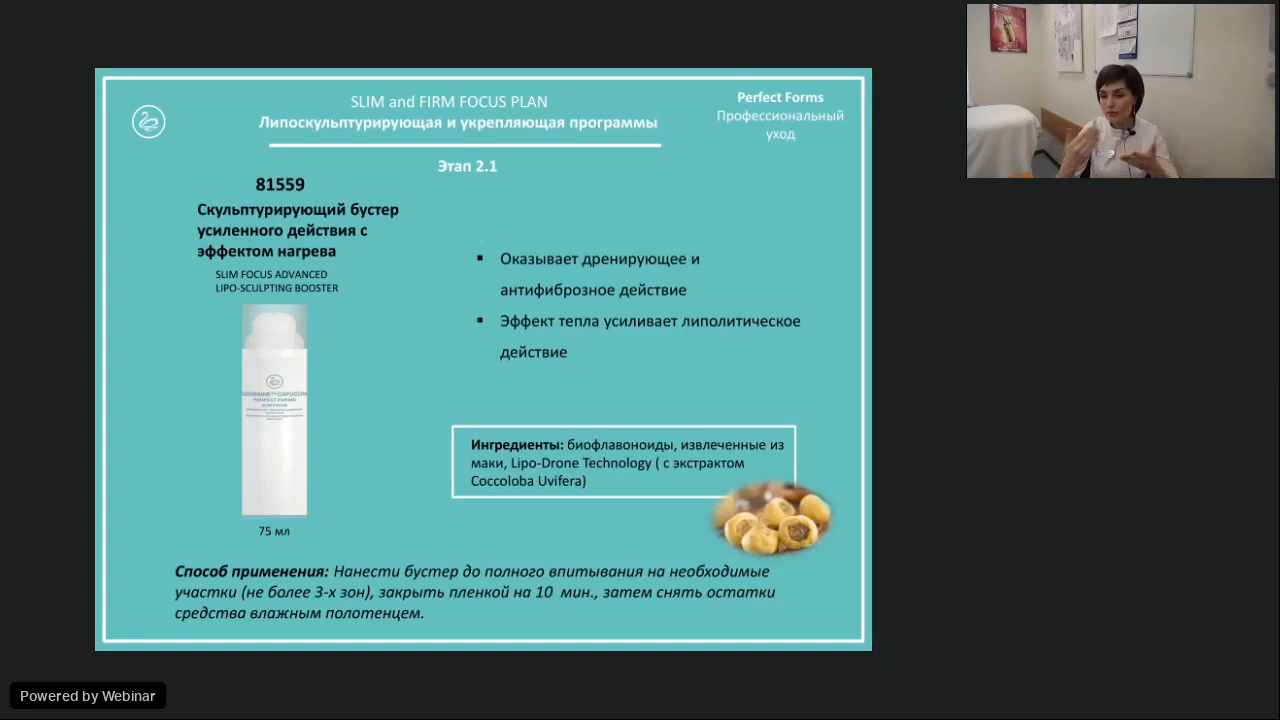 SLIM and FIRM FOCUS PLAN
Липоскульптурирующая и укрепляющая программы
Perfect Forms
Профессиональный
уход
Этап 2.1
81559
Скульптурирующий бустер
усиленного действия с
эффектом нагрева
SLIM FOCUS ADVANCED
LIPO-SCULPTING BOOSTER
PERFECT FORMS
75 мл
▪ Оказывает дренирующее и
антифиброзное действие
▪ Эффект тепла усиливает липолитическое
действие
Ингредиенты: биофлавоноиды, извлеченные из
маки, Lipo-Drone Technology ( с экстрактом
Coccoloba Uvifera)
Способ применения: Нанести бустер до полного впитывания на необходимые
участки (не более 3-х зон), закрыть пленкой на 10 мин., затем снять остатки
средства влажным полотенцем.
Powered by Webinar